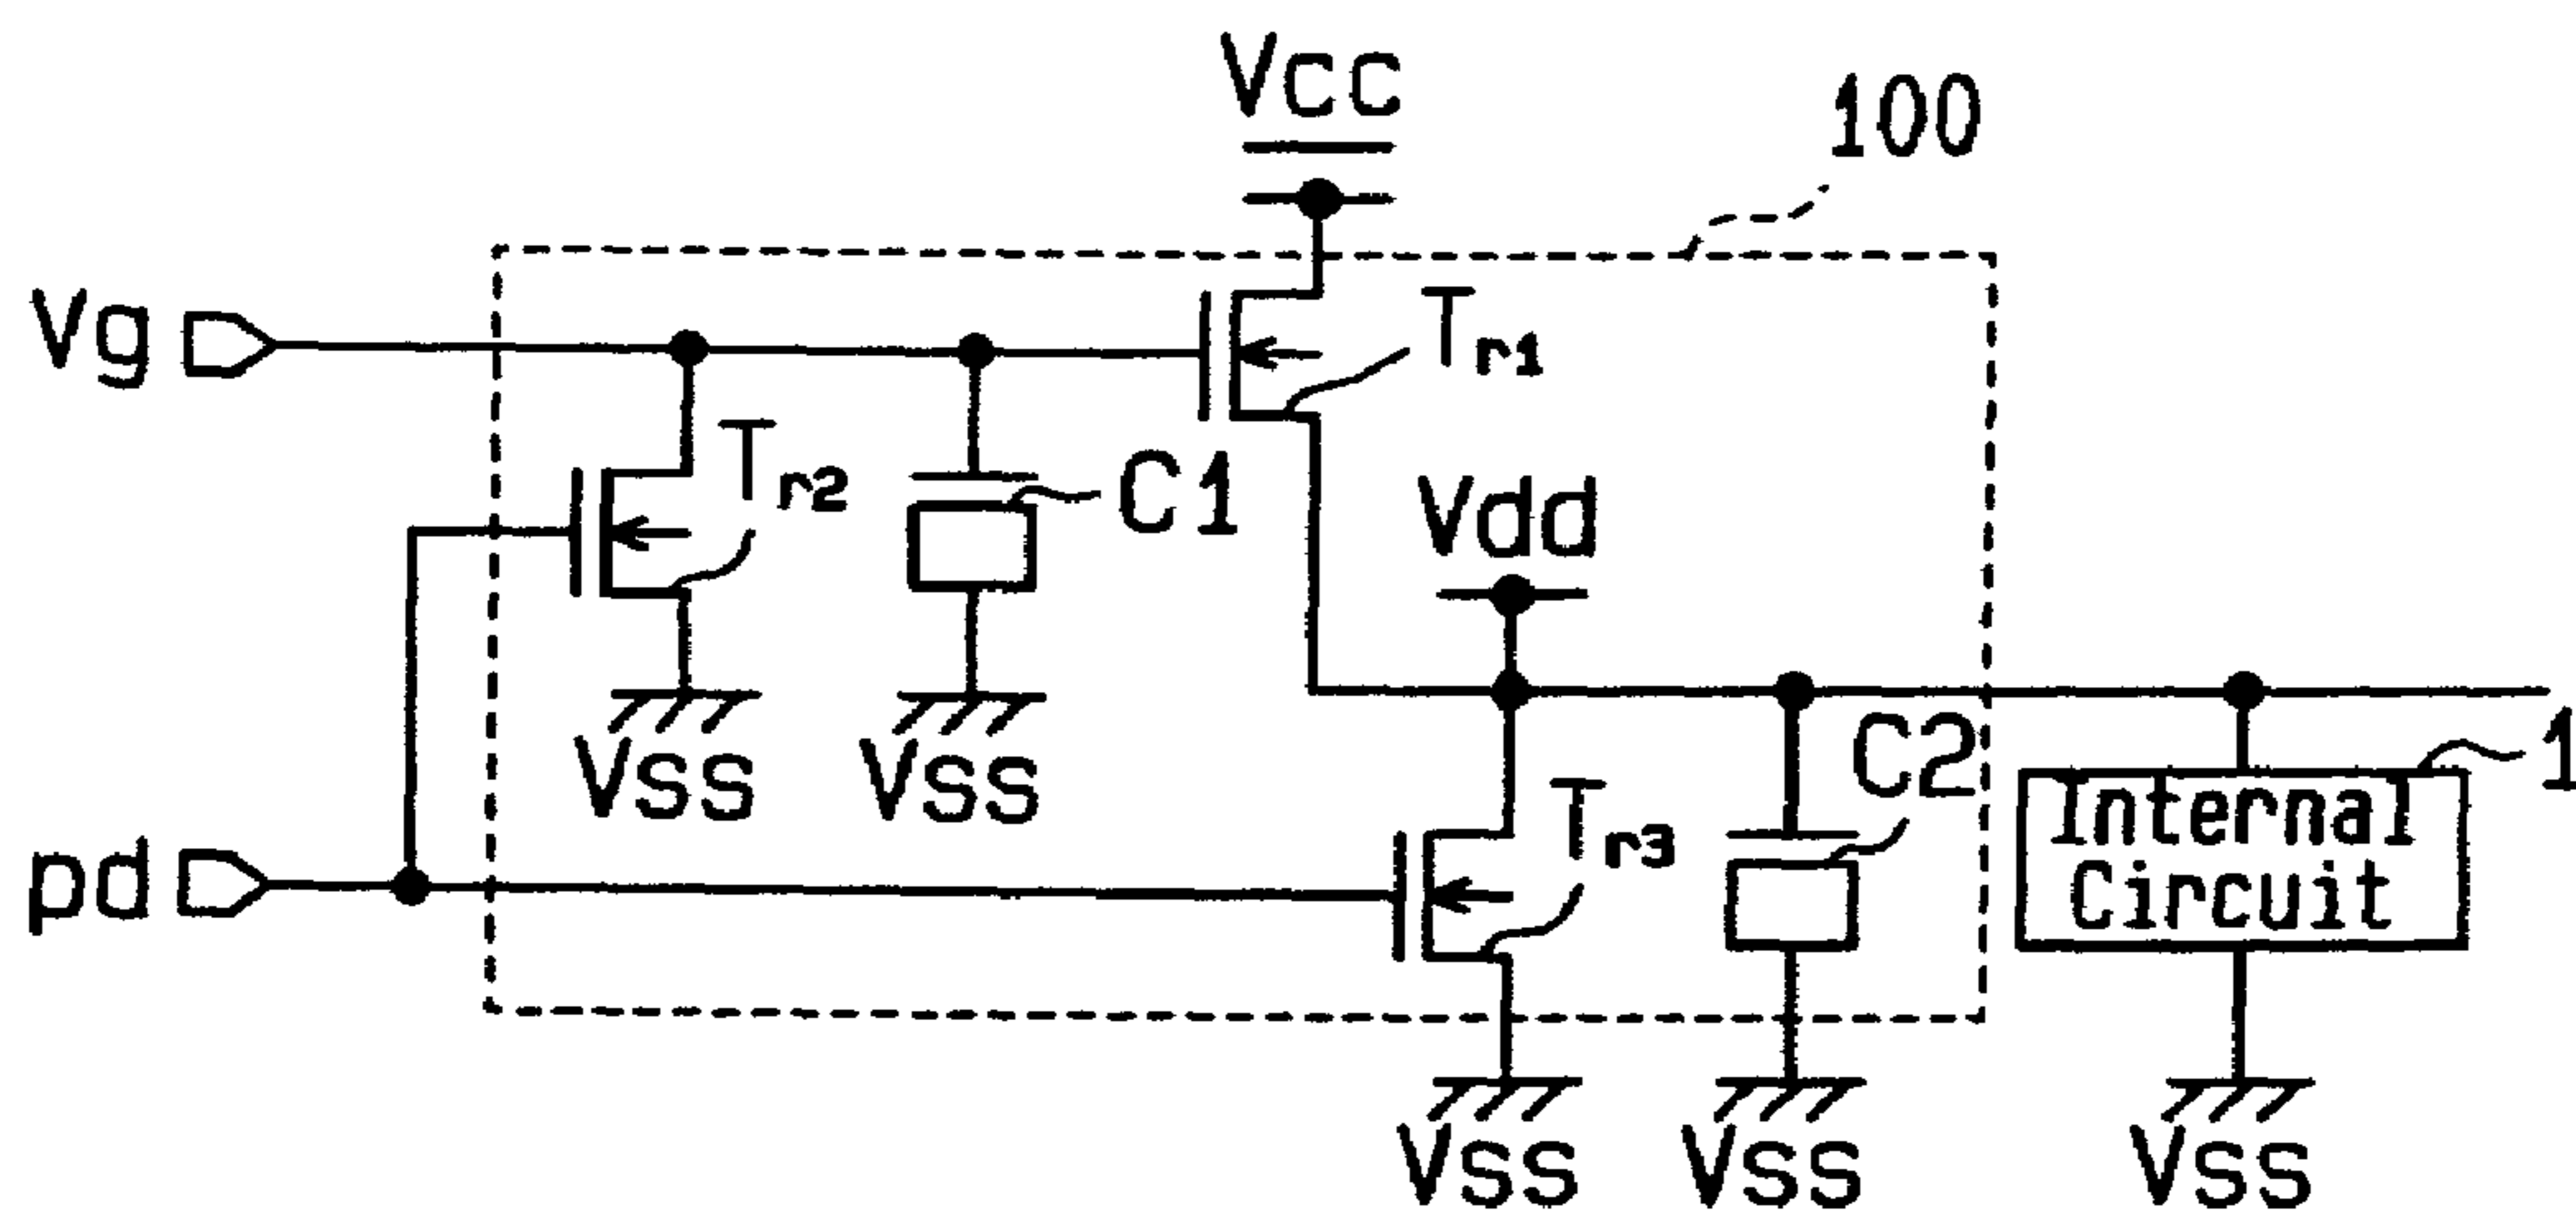 Vcc
100
Vg
Tr1
Tr2
C1
Vdd
Vss
Vss
C2
1
Internal
Circuit
Tr3
pd
Vss
Vss
Vss